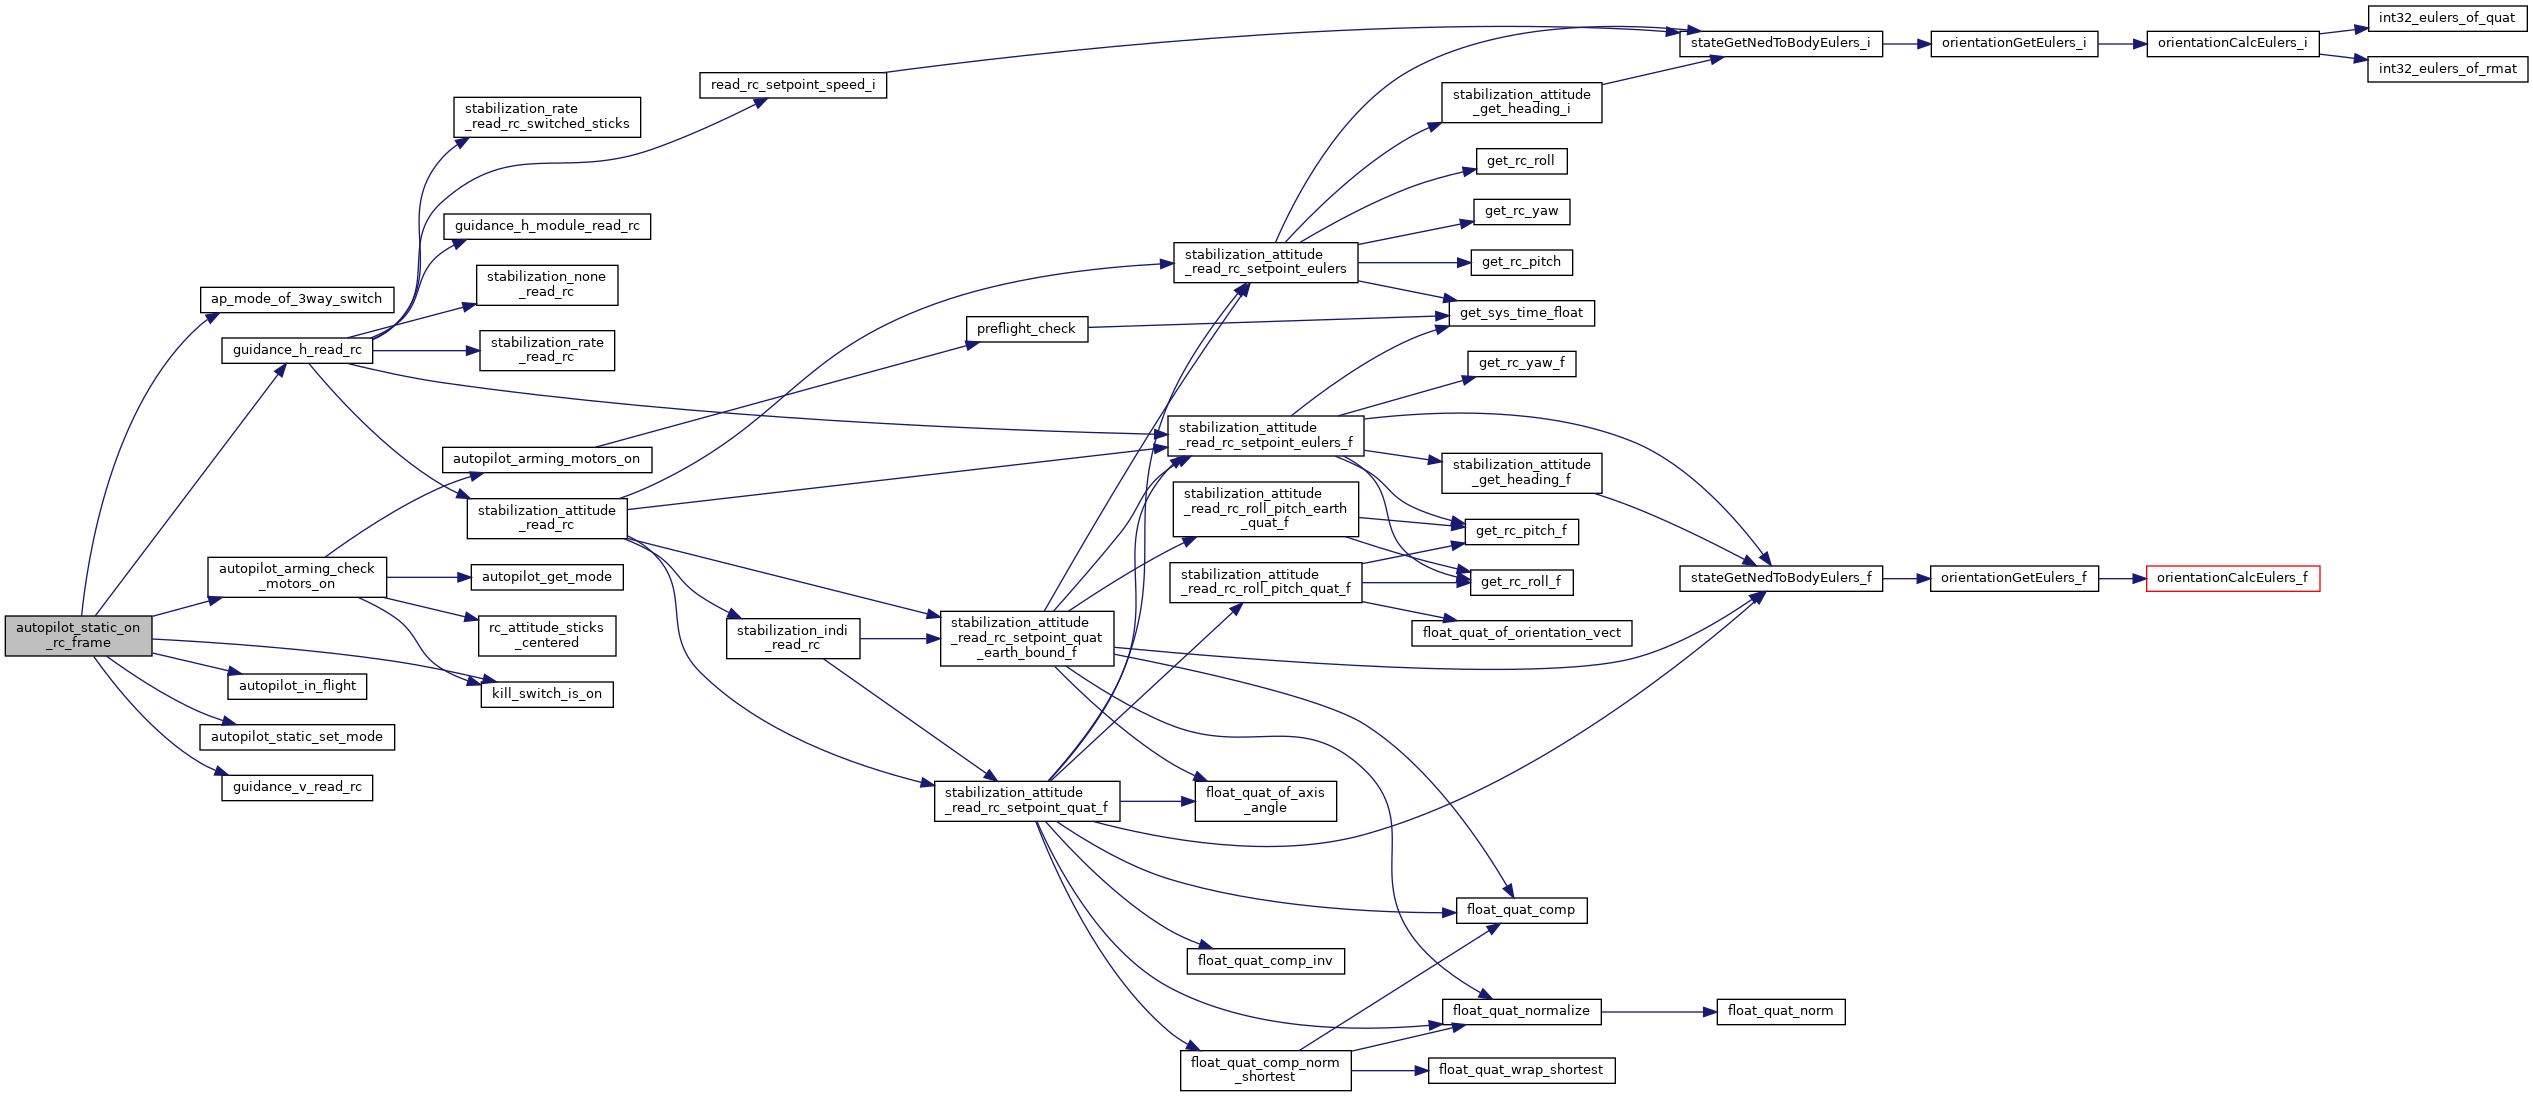 autopilot_static_on
_rc_frame
ap_mode_of_3way_switch
guidance_h_read_rc
autopilot_arming_check
_motors_on
autopilot_in_flight
autopilot_static_set_mode
guidance_v_read_rc
stabilization_rate
_read_rc_switched_sticks
guidance_h_module_read_rc
stabilization_none
_read_rc
stabilization_rate
_read_rc
autopilot_arming_motors_on
stabilization_attitude
_read_rc
autopilot_get_mode
rc_attitude_sticks
_centered
kill_switch_is_on
read_rc_setpoint_speed_i
stabilization_indi
_read_rc
preflight_check
stabilization_attitude
_read_rc_setpoint_quat
_earth_bound_f
stabilization_attitude
_read_rc_setpoint_quat_f
stabilization_attitude
_read_rc_setpoint_eulers
stabilization_attitude
_read_rc_setpoint_eulers_f
stabilization_attitude
_read_rc_roll_pitch_earth
_quat_f
stabilization_attitude
_read_rc_roll_pitch_quat_f
float_quat_of_axis
_angle
float_quat_comp_inv
float_quat_comp_norm
_shortest
stabilization_attitude
_get_heading_i
get_rc_roll
get_rc_yaw
get_rc_pitch
get_sys_time_float
get_rc_yaw_f
stabilization_attitude
_get_heading_f
get_rc_pitch_f
get_rc_roll_f
float_quat_of_orientation_vect
float_quat_comp
float_quat_normalize
float_quat_wrap_shortest
stateGetNedToBodyEulers_i
stateGetNedToBodyEulers_f
float_quat_norm
orientationGetEulers_i
orientationGetEulers_f
orientationCalcEulers_i
orientationCalcEulers_f
int32_eulers_of_quat
int32_eulers_of_rmat